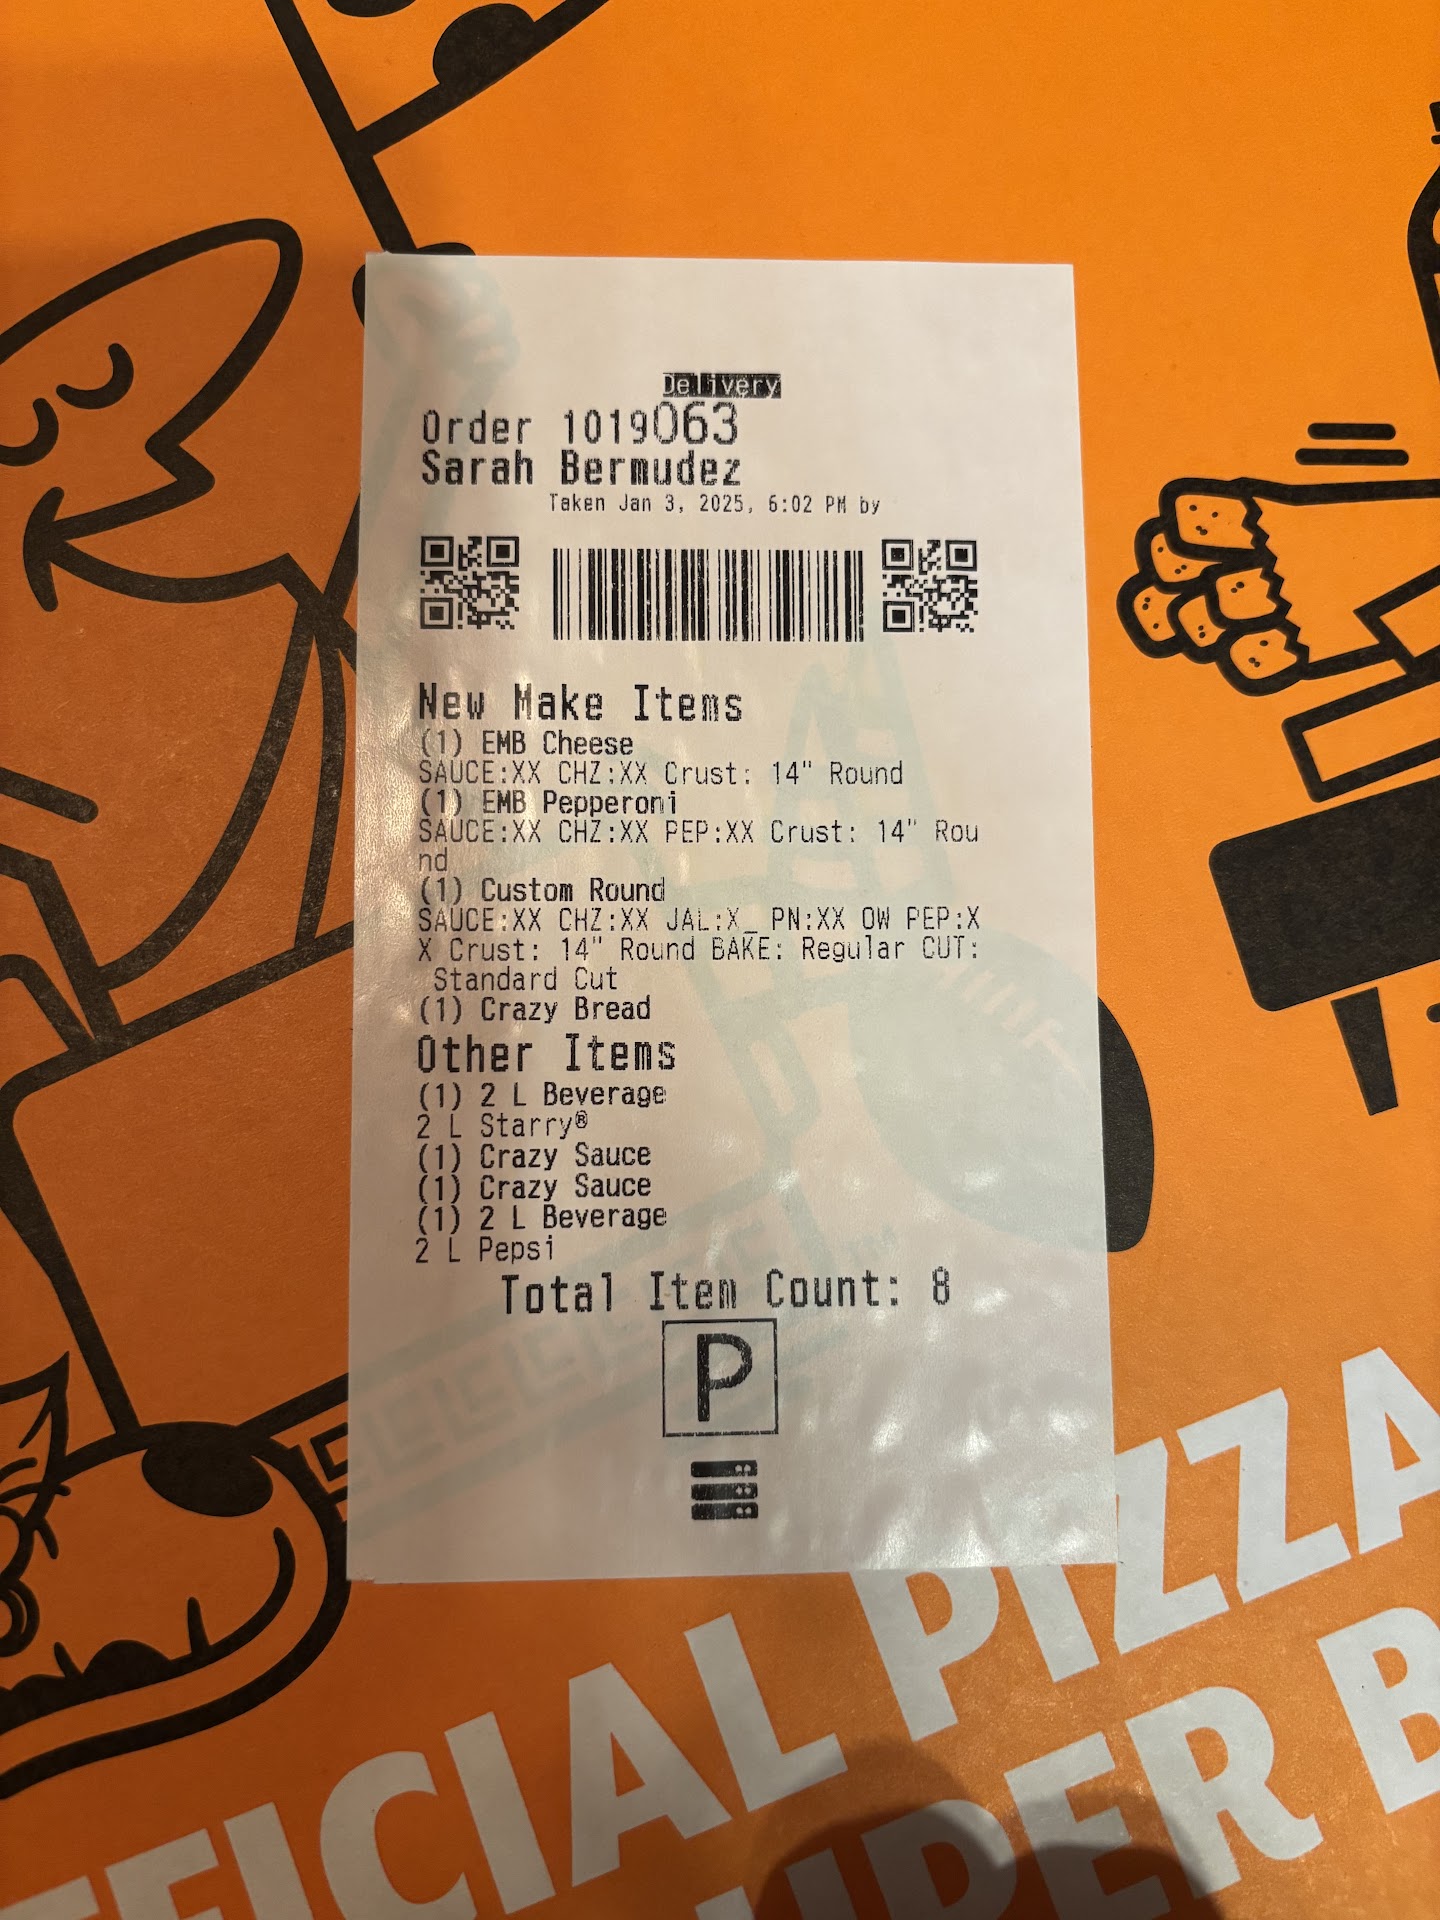 Delivery
Order 1019063
Sarah Bermudez
Taken Jan 3, 2025, 6:02 PM by
New Make Items
(1) EMB Cheese
SAUCE:XX CHZ:XX Crust: 14" Round
(1) EMB Pepperoni
SAUCE:XX CHZ:XX PEP:XX Crust: 14" Rou
nd
(1) Custom Round
SAUCE:XX CHZ:XX JAL:X_ PN:XX OW PEP:X
X Crust: 14" Round BAKE: Regular CUT:
Standard Cut
(1) Crazy Bread
Other Items
(1) 2 L Beverage
2 L Starry®
(1) Crazy Sauce
(1) Crazy Sauce
(1) 2 L Beverage
2 L Pepsi
Total Item Count: 8
P
FFICIAL PIZZA
UPER B